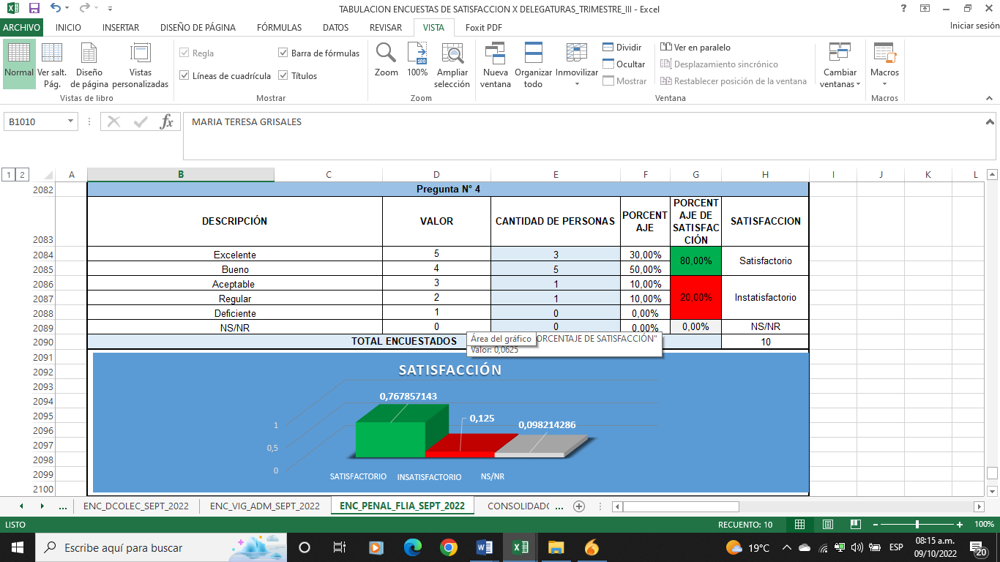 TABULACION ENCUESTAS DE SATISFACCION X DELEGATURAS_TRIMESTRE_III - Excel
ARCHIVO INICIO INSERTAR DISEÑO DE PÁGINA FÓRMULAS DATOS REVISAR VISTA Foxit PDF Iniciar sesión
Normal
Ver salt. Pág.
Diseño de página
Vistas personalizadas
Vistas de libro
Regla
Barra de fórmulas
Líneas de cuadrícula
Títulos
Mostrar
Zoom
100%
Ampliar selección
Zoom
Nueva ventana
Organizar todo
Inmovilizar
Dividir
Ocultar
Mostrar
Ver en paralelo
Desplazamiento sincrónico
Restablecer posición de la ventana
Ventana
Cambiar ventanas
Macros
Macros
B1010 fx MARIA TERESA GRISALES
1 2 A B C D E F G H I J K L
2082 Pregunta N° 4
2083 DESCRIPCIÓN VALOR CANTIDAD DE PERSONAS PORCENT AJE PORCENT AJE DE SATISFAC CIÓN SATISFACCION
2084 Excelente 5 3 30,00% 80,00% Satisfactorio
2085 Bueno 4 5 50,00%
2086 Aceptable 3 1 10,00%
2087 Regular 2 1 10,00% 20,00% Instatisfactorio
2088 Deficiente 1 0 0,00%
2089 NS/NR 0 0 0,00% 0,00% NS/NR
2090 TOTAL ENCUESTADOS 10
Área del gráfico ORCENTAJE DE SATISFACCIÓN"
Valor: 0,0625
2091
2092 SATISFACCIÓN
2093
2094 0,767857143
2095 0,125
2096 1 0,098214286
2097 0,5
2098
2099 0 SATISFACTORIO INSATISFACTORIO NS/NR
2100
... ENC_DCOLEC_SEPT_2022 ENC_VIG_ADM_SEPT_2022 ENC_PENAL_FLIA_SEPT_2022 CONSOLIDADO ...
LISTO RECUENTO: 10 100%
Escribe aquí para buscar 19°C ESP 08:15 a.m.
09/10/2022 20